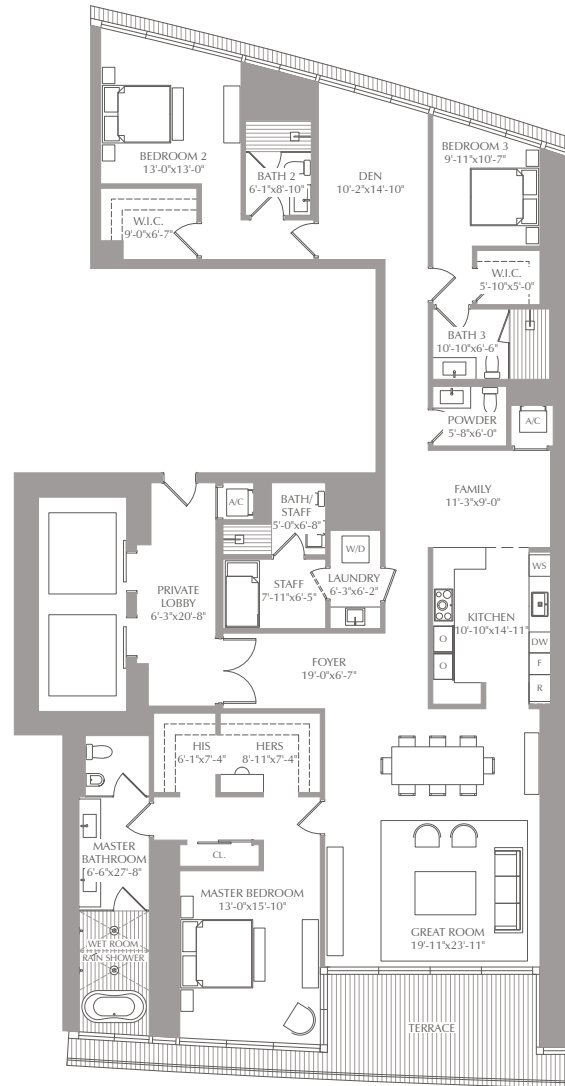 BEDROOM 2
13'-0"x13'-0"
BATH 2
6'-1"x8'-10"
DEN
10'-2"x14'-10"
BEDROOM 3
9'-11"x10'-7"
W.I.C.
9'-0"x6'-7"
W.I.C.
5'-10"x5'-0"
BATH 3
10'-10"x6'-6"
POWDER
5'-8"x6'-0"
A/C
FAMILY
11'-3"x9'-0"
A/C
BATH/
STAFF
5'-0"x6'-8"
W/D
STAFF
7'-11"x6'-5"
LAUNDRY
6'-3"x6'-2"
PRIVATE
LOBBY
6'-3"x20'-8"
WS
KITCHEN
10'-10"x14'-11"
O
O
DW
F
R
FOYER
19'-0"x6'-7"
HIS
6'-1"x7'-4"
HERS
8'-11"x7'-4"
CL.
MASTER
BATHROOM
6'-6"x27'-8"
MASTER BEDROOM
13'-0"x15'-10"
GREAT ROOM
19'-11"x23'-11"
WET ROOM
RAIN SHOWER
TERRACE